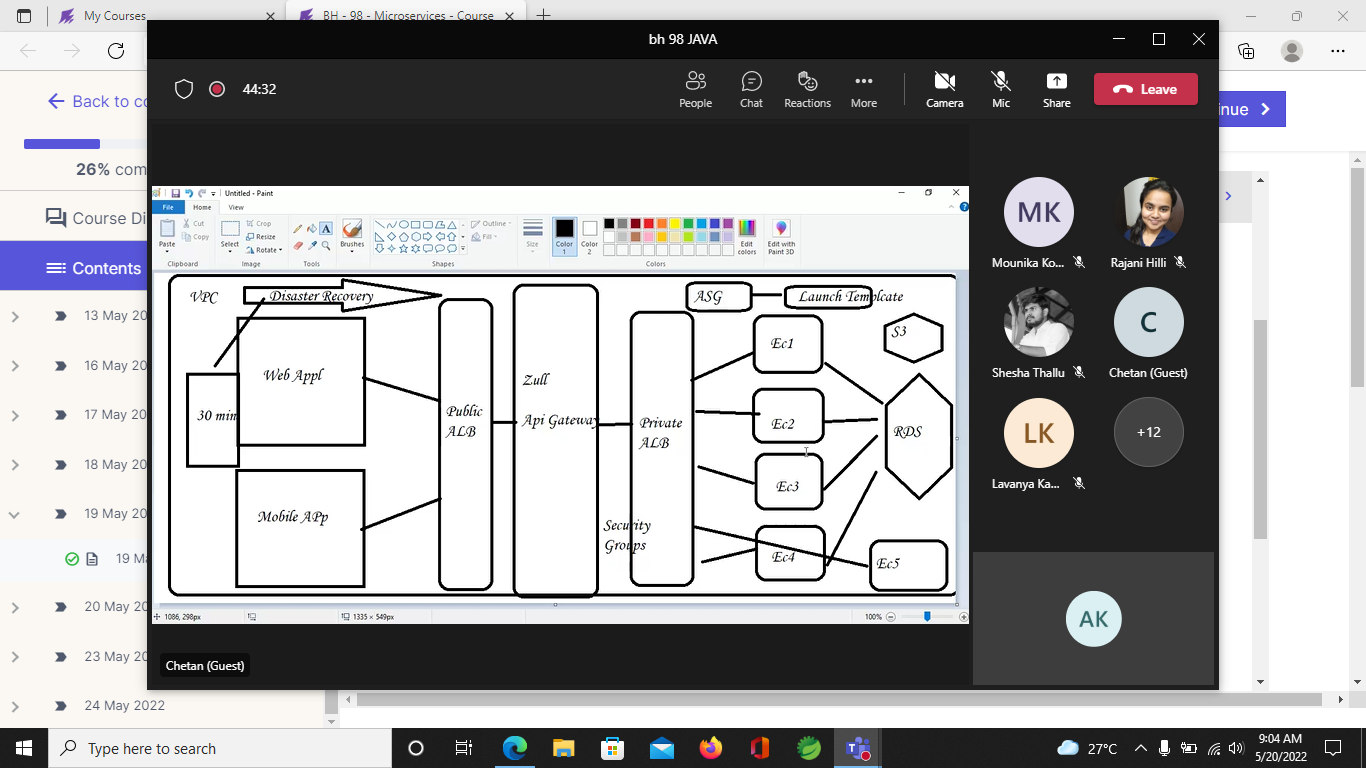 My Courses
BH - 98 - Microservices - Course
bh 98 JAVA
Back to co
44:32
People
Chat
Reactions
More
Camera
Mic
Share
Leave
nue
26% com
Course Di
Contents
13 May 20
16 May 20
17 May 20
18 May 20
19 May 20
19 Ma
20 May 20
23 May 20
24 May 2022
Untitled - Paint
File
Home
View
Paste
Cut
Copy
Clipboard
Select
Crop
Resize
Rotate
Image
A
Tools
Brushes
Shapes
Outline
Fill
Size
Color
1
Color
2
Colors
Edit
colors
Edit with
Paint 3D
VPC
Disaster Recovery
ASG
Launch Templcate
Web Appl
30 min
Mobile APp
Public
ALB
Zull
Api Gateway
Private
ALB
Security
Groups
Ec1
Ec2
Ec3
Ec4
Ec5
S3
RDS
1086, 298px
1335 × 549px
100%
Chetan (Guest)
MK
Mounika Ko...
Rajani Hilli
Shesha Thallu
C
Chetan (Guest)
LK
Lavanya Ka...
+12
AK
Type here to search
27°C
9:04 AM
5/20/2022